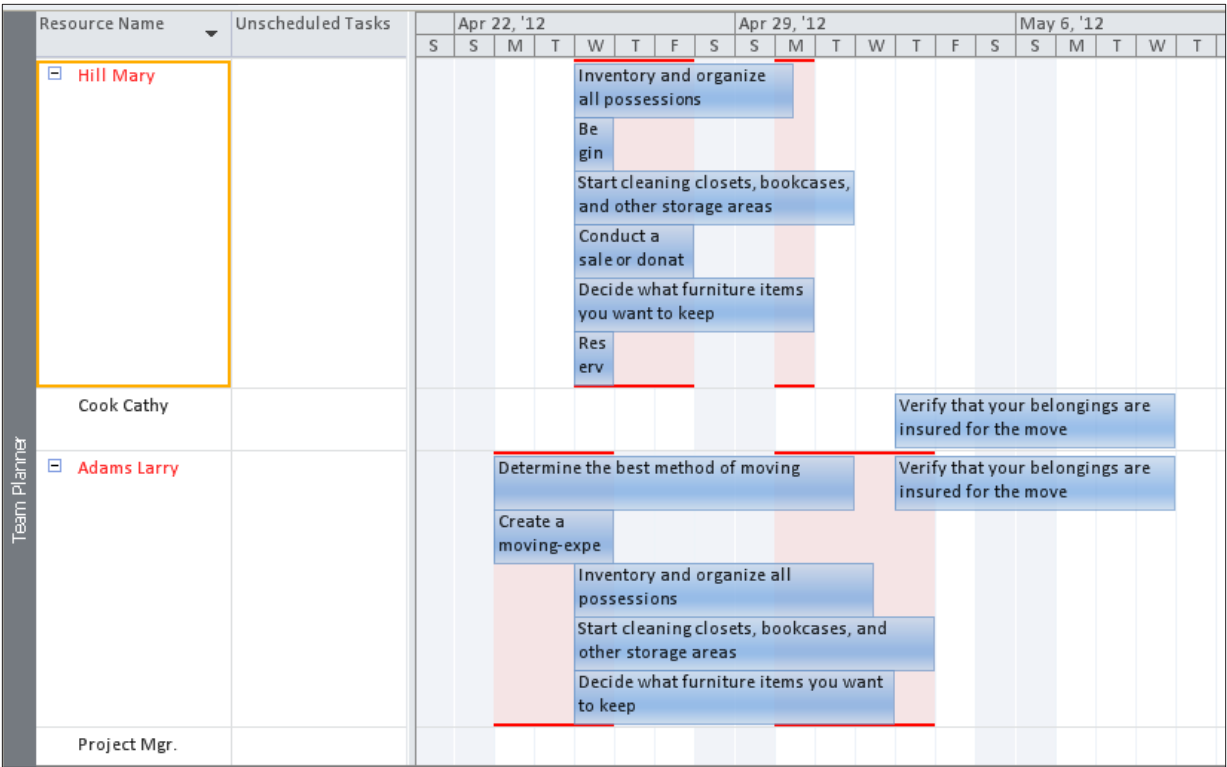 Resource Name
Unscheduled Tasks
Apr 22, '12
Apr 29, '12
May 6, '12
S S M T W T F S S M T W T F S S M T W T
Team Planner
Hill Mary
Inventory and organize
all possessions
Be
gin
Start cleaning closets, bookcases,
and other storage areas
Conduct a
sale or donat
Decide what furniture items
you want to keep
Res
erv
Cook Cathy
Verify that your belongings are
insured for the move
Adams Larry
Determine the best method of moving
Verify that your belongings are
insured for the move
Create a
moving-expe
Inventory and organize all
possessions
Start cleaning closets, bookcases, and
other storage areas
Decide what furniture items you want
to keep
Project Mgr.